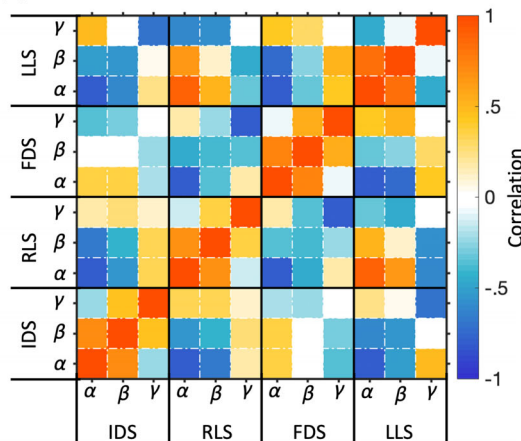 LLS γ 1
β
α .5
FDS γ
β
α 0
RLS γ
β
α -.5
IDS γ
β
α -1
Correlation
α β γ α β γ α β γ α β γ
IDS RLS FDS LLS